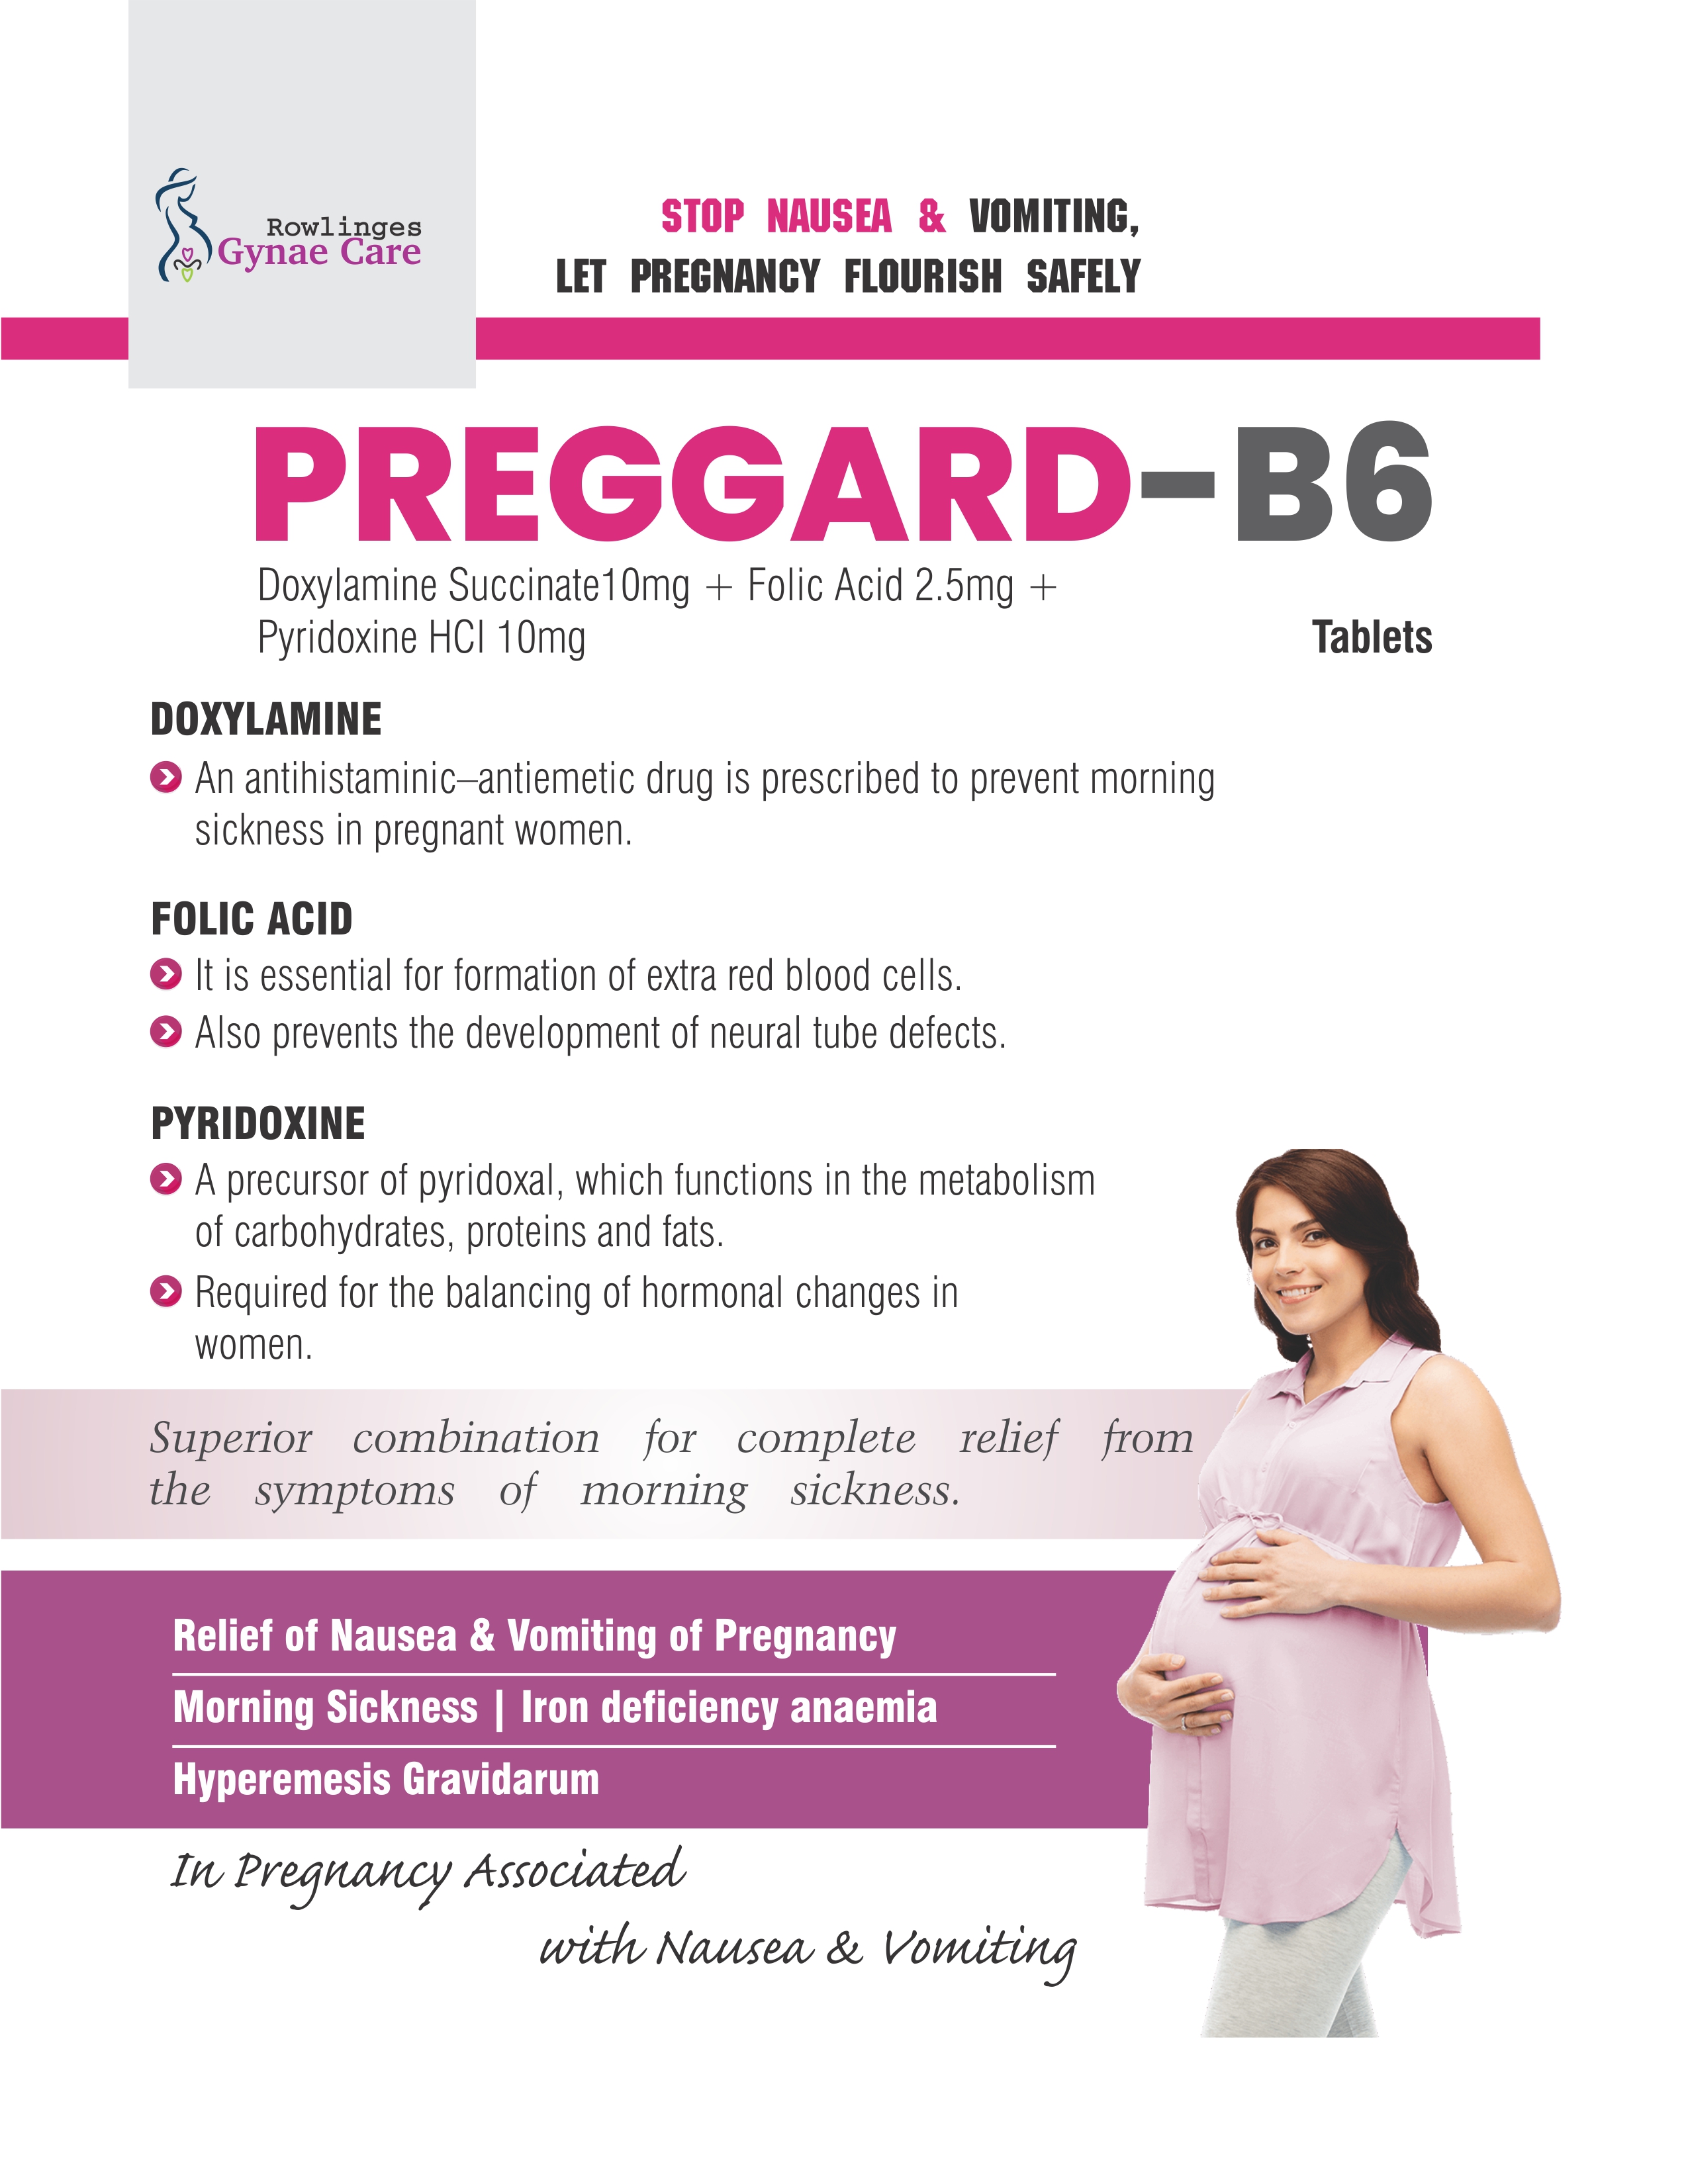 Rowlinges
Gynae Care
STOP NAUSEA & VOMITING,
LET PREGNANCY FLOURISH SAFELY
PREGGARD-B6
Doxylamine Succinate10mg + Folic Acid 2.5mg +
Pyridoxine HCl 10mg
Tablets
DOXYLAMINE
An antihistaminic–antiemetic drug is prescribed to prevent morning
sickness in pregnant women.
FOLIC ACID
It is essential for formation of extra red blood cells.
Also prevents the development of neural tube defects.
PYRIDOXINE
A precursor of pyridoxal, which functions in the metabolism
of carbohydrates, proteins and fats.
Required for the balancing of hormonal changes in
women.
Superior combination for complete relief from
the symptoms of morning sickness.
Relief of Nausea & Vomiting of Pregnancy
Morning Sickness | Iron deficiency anaemia
Hyperemesis Gravidarum
In Pregnancy Associated
with Nausea & Vomiting